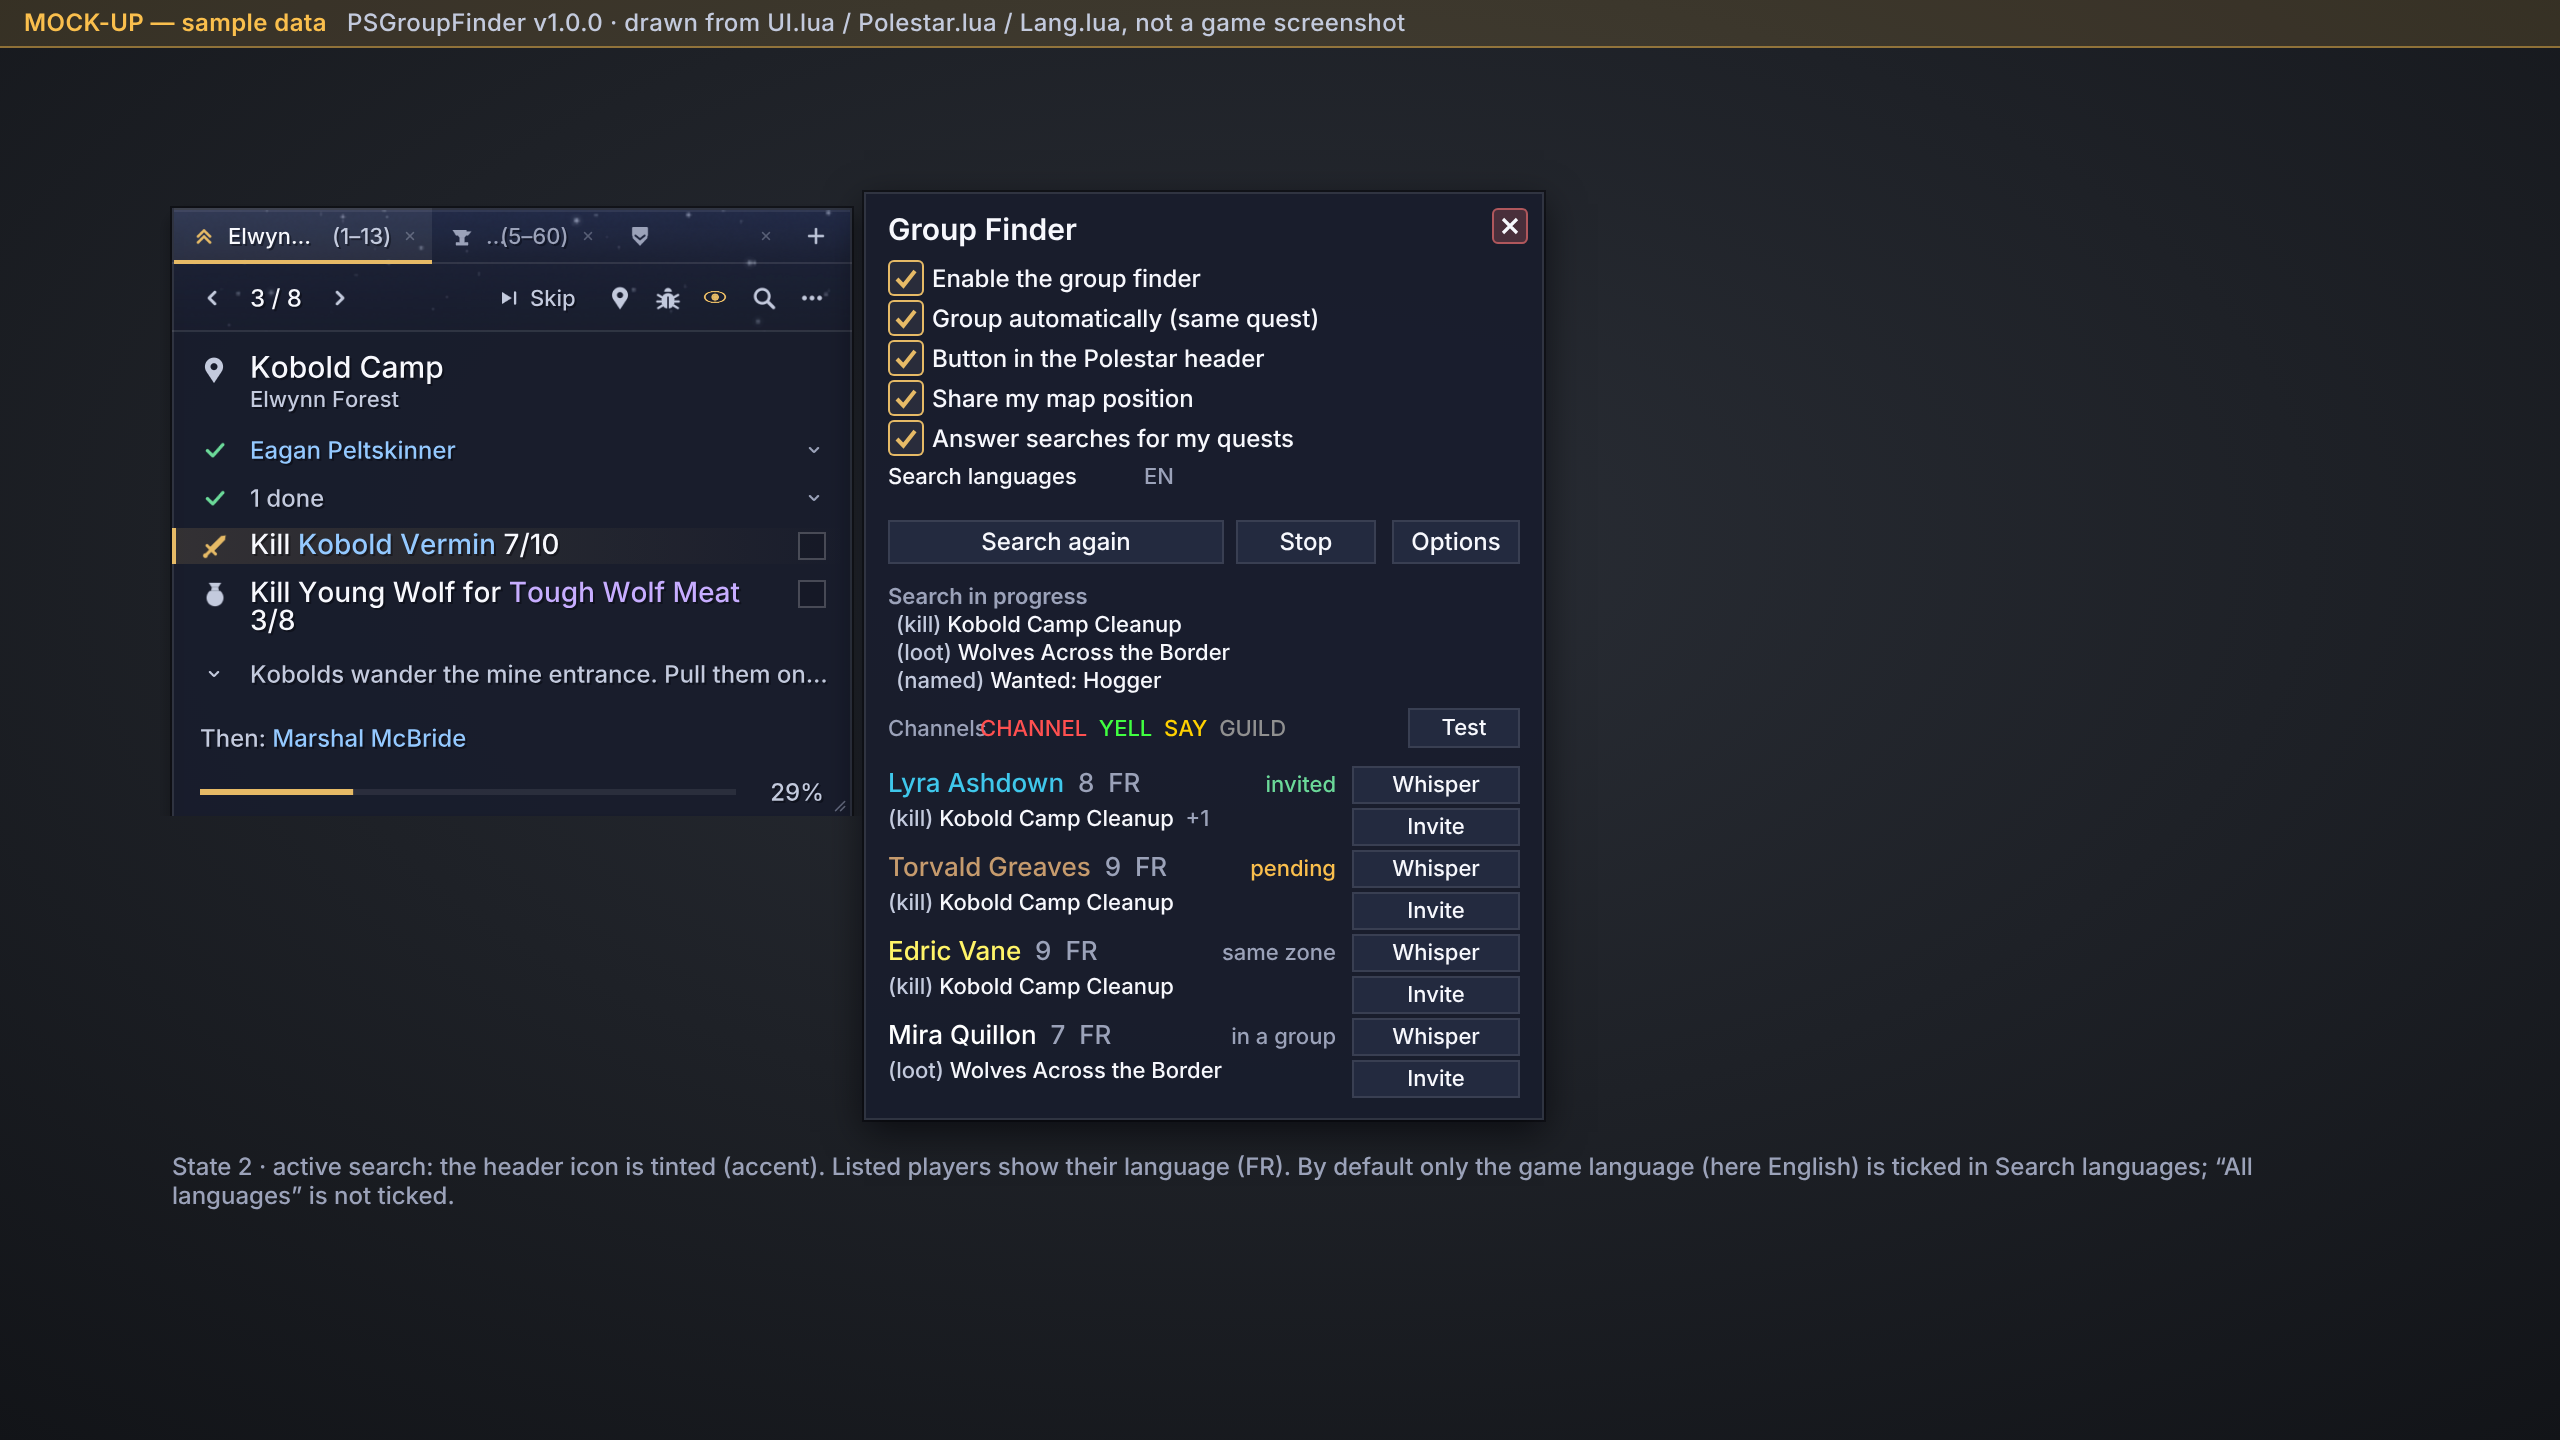 MOCK-UP — sample data PSGroupFinder v1.0.0 · drawn from UI.lua / Polestar.lua / Lang.lua, not a game screenshot
Elwyn... (1–13) × ...(5–60) × × +
3 / 8 Skip
Kobold Camp
Elwynn Forest
Eagan Peltskinner
1 done
Kill Kobold Vermin 7/10
Kill Young Wolf for Tough Wolf Meat
3/8
Kobolds wander the mine entrance. Pull them on...
Then: Marshal McBride
29%
Group Finder
Enable the group finder
Group automatically (same quest)
Button in the Polestar header
Share my map position
Answer searches for my quests
Search languages EN
Search again Stop Options
Search in progress
(kill) Kobold Camp Cleanup
(loot) Wolves Across the Border
(named) Wanted: Hogger
Channels CHANNEL YELL SAY GUILD Test
Lyra Ashdown 8 FR invited Whisper
(kill) Kobold Camp Cleanup +1 Invite
Torvald Greaves 9 FR pending Whisper
(kill) Kobold Camp Cleanup Invite
Edric Vane 9 FR same zone Whisper
(kill) Kobold Camp Cleanup Invite
Mira Quillon 7 FR in a group Whisper
(loot) Wolves Across the Border Invite
State 2 · active search: the header icon is tinted (accent). Listed players show their language (FR). By default only the game language (here English) is ticked in Search languages; “All
languages” is not ticked.